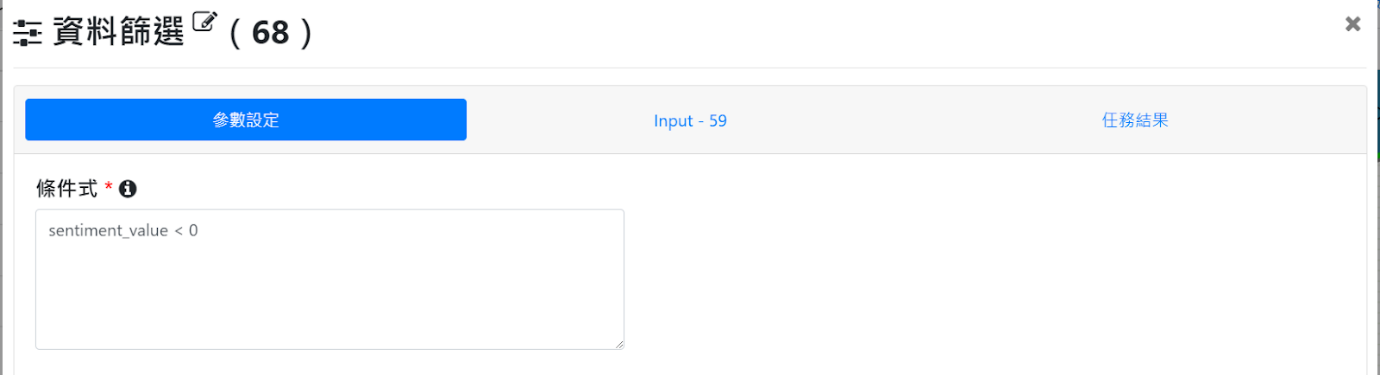 資料篩選 ( 68 )
參數設定 Input - 59 任務結果
條件式 *
sentiment_value < 0